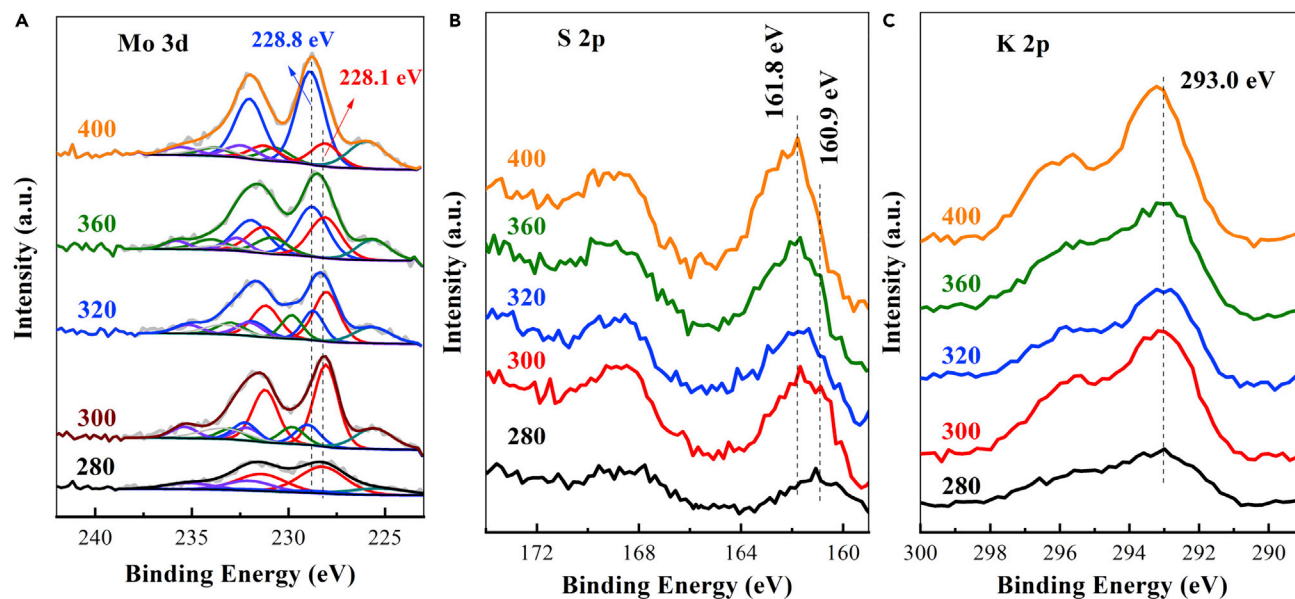 A
Mo 3d
228.8 eV
228.1 eV
400
360
320
300
280
240
235
230
225
Intensity (a.u.)
Binding Energy (eV)
B
S 2p
161.8 eV
160.9 eV
400
360
320
300
280
172
168
164
160
Intensity (a.u.)
Binding Energy (eV)
C
K 2p
293.0 eV
400
360
320
300
280
300
298
296
294
292
290
Intensity (a.u.)
Binding Energy (eV)